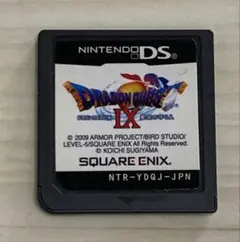 NINTENDO DS
DRAGON QUEST
IX
© 2009 ARMOR PROJECT/BIRD STUDIO/
LEVEL-5/SQUARE ENIX All Rights Reserved.
© KOICHI SUGIYAMA
SQUARE ENIX.
NTR-YDQJ-JPN